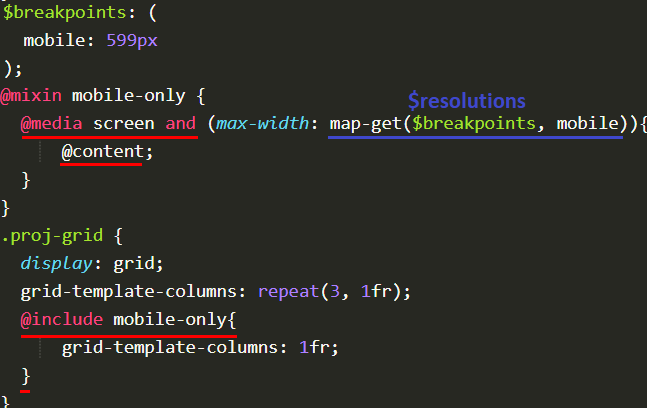 $breakpoints: (
mobile: 599px
);
@mixin mobile-only {
$resolutions
@media screen and (max-width: map-get($breakpoints, mobile)){
@content;
}
}
.proj-grid {
display: grid;
grid-template-columns: repeat(3, 1fr);
@include mobile-only{
grid-template-columns: 1fr;
}
}